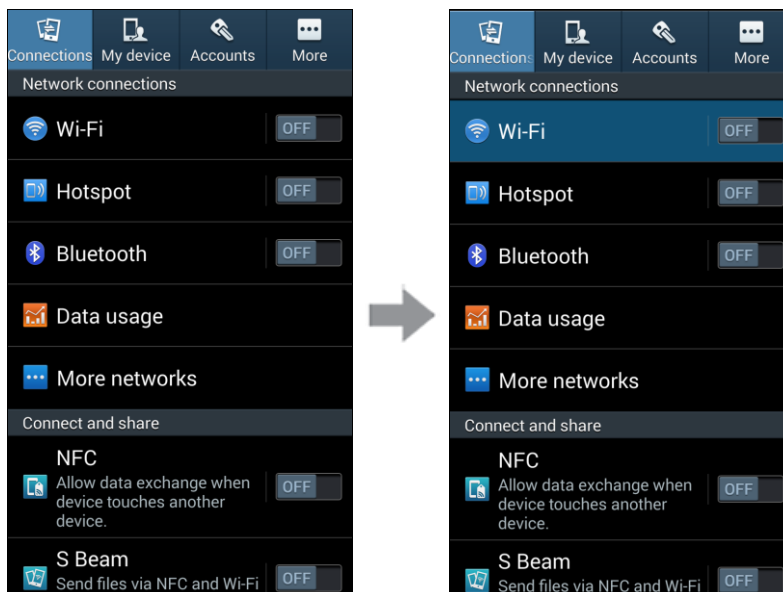 Connections My device Accounts More
Network connections
Wi-Fi OFF
Hotspot OFF
Bluetooth OFF
Data usage
More networks
Connect and share
NFC
Allow data exchange when
device touches another
device.
OFF
S Beam
Send files via NFC and Wi-Fi OFF
Connections My device Accounts More
Network connections
Wi-Fi OFF
Hotspot OFF
Bluetooth OFF
Data usage
More networks
Connect and share
NFC
Allow data exchange when
device touches another
device.
OFF
S Beam
Send files via NFC and Wi-Fi OFF